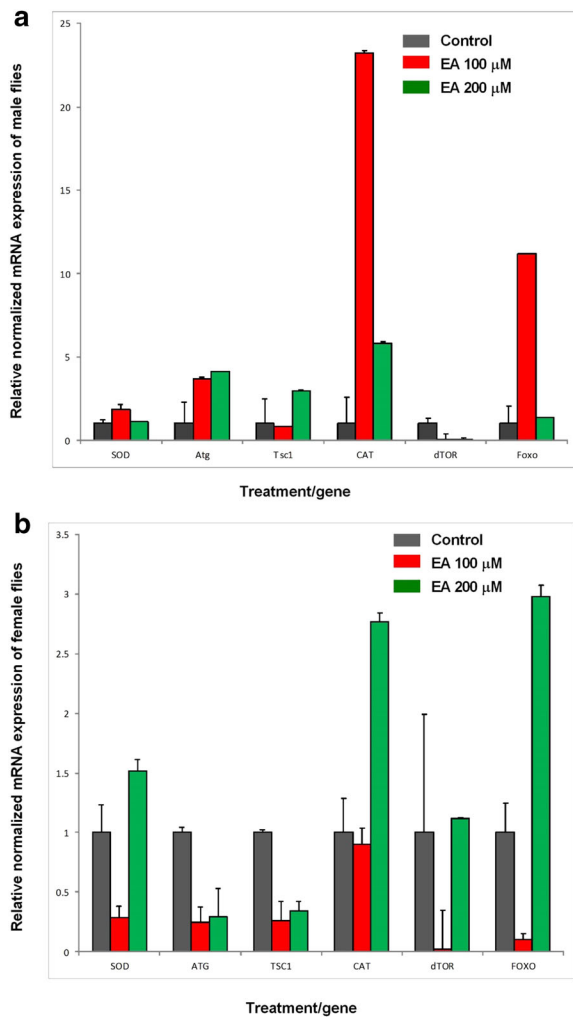 a
Relative normalized mRNA expression of male flies
25
20
15
10
5
0
Control
EA 100 μM
EA 200 μM
SOD Atg Tsc1 CAT dTOR Foxo
Treatment/gene
b
Relative normalized mRNA expression of female flies
3.5
3
2.5
2
1.5
1
0.5
0
Control
EA 100 μM
EA 200 μM
SOD ATG TSC1 CAT dTOR FOXO
Treatment/gene